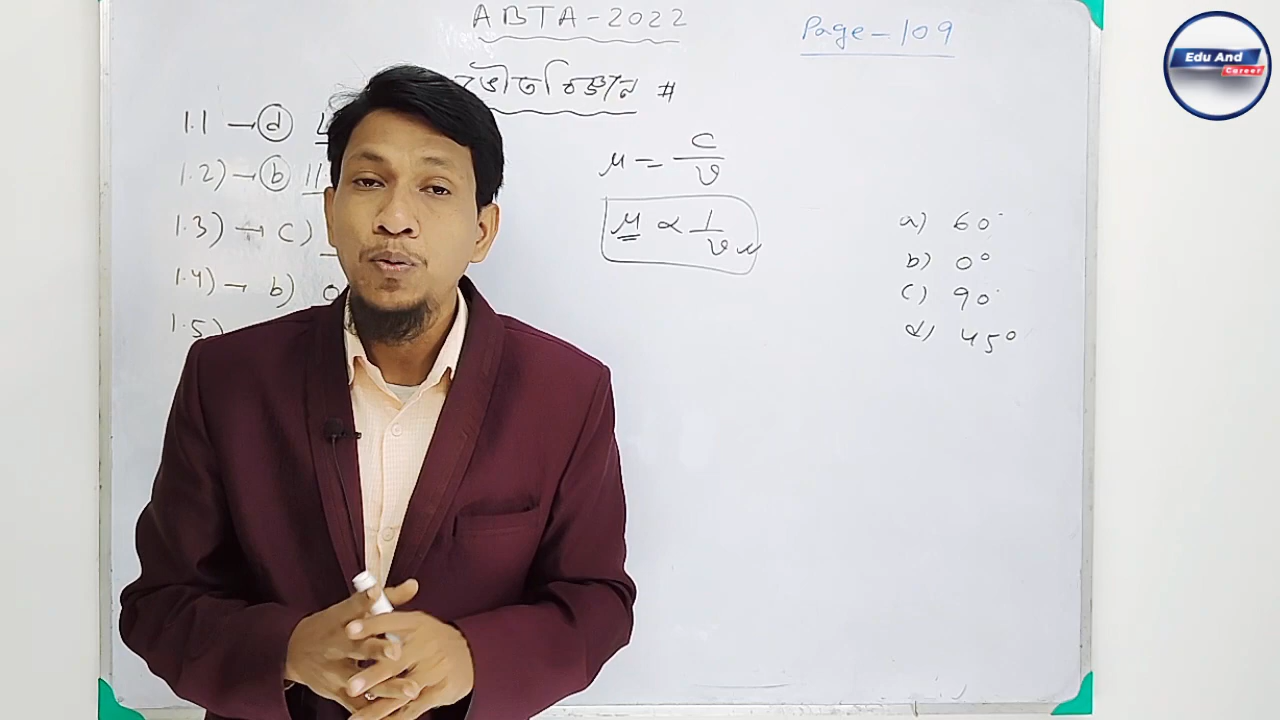 ABTA-2022
Page-109
ভৌতবিজ্ঞান #
1.1 → (d)
1.2) → (b) 11
1.3) → c)
1.4) → b)
1.5)
μ = c/v
μ ∝ 1/v
a) 60°
b) 0°
c) 90°
d) 45°
Edu And
Career